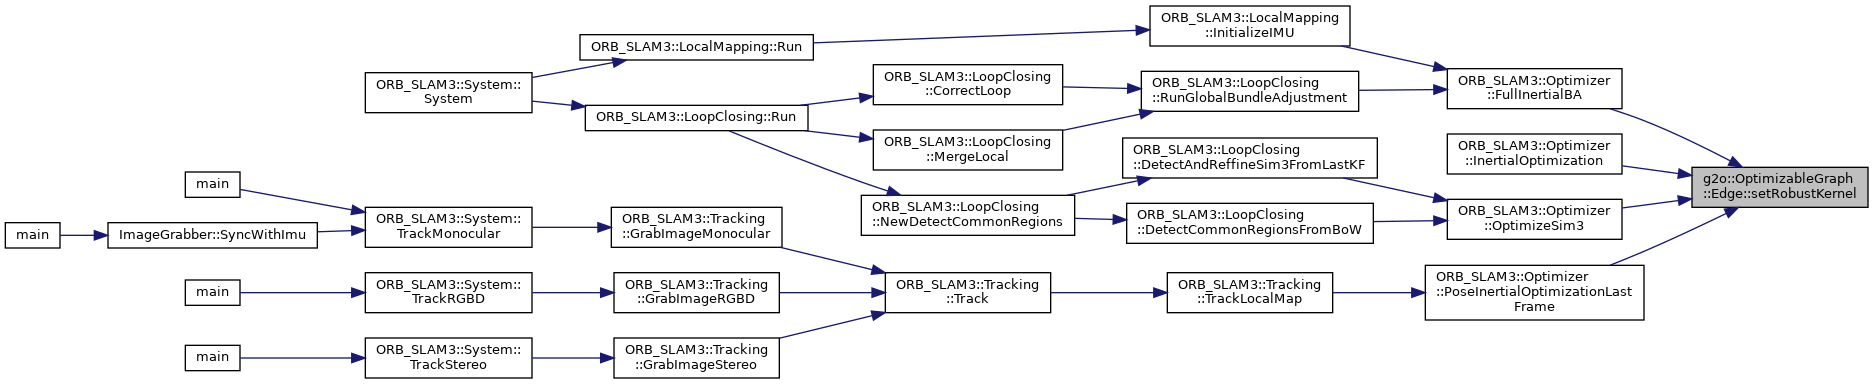 ORB_SLAM3::LocalMapping
::InitializeIMU
ORB_SLAM3::LocalMapping::Run
ORB_SLAM3::System::
System
ORB_SLAM3::LoopClosing
::CorrectLoop
ORB_SLAM3::LoopClosing
::RunGlobalBundleAdjustment
ORB_SLAM3::Optimizer
::FullInertialBA
ORB_SLAM3::LoopClosing::Run
ORB_SLAM3::LoopClosing
::MergeLocal
ORB_SLAM3::LoopClosing
::DetectAndReffineSim3FromLastKF
ORB_SLAM3::Optimizer
::InertialOptimization
g2o::OptimizableGraph
::Edge::setRobustKernel
main
ORB_SLAM3::System::
TrackMonocular
ORB_SLAM3::Tracking
::GrabImageMonocular
ORB_SLAM3::LoopClosing
::NewDetectCommonRegions
ORB_SLAM3::LoopClosing
::DetectCommonRegionsFromBoW
ORB_SLAM3::Optimizer
::OptimizeSim3
main
ImageGrabber::SyncWithImu
main
ORB_SLAM3::System::
TrackRGBD
ORB_SLAM3::Tracking
::GrabImageRGBD
ORB_SLAM3::Tracking
::Track
ORB_SLAM3::Tracking
::TrackLocalMap
ORB_SLAM3::Optimizer
::PoseInertialOptimizationLast
Frame
main
ORB_SLAM3::System::
TrackStereo
ORB_SLAM3::Tracking
::GrabImageStereo